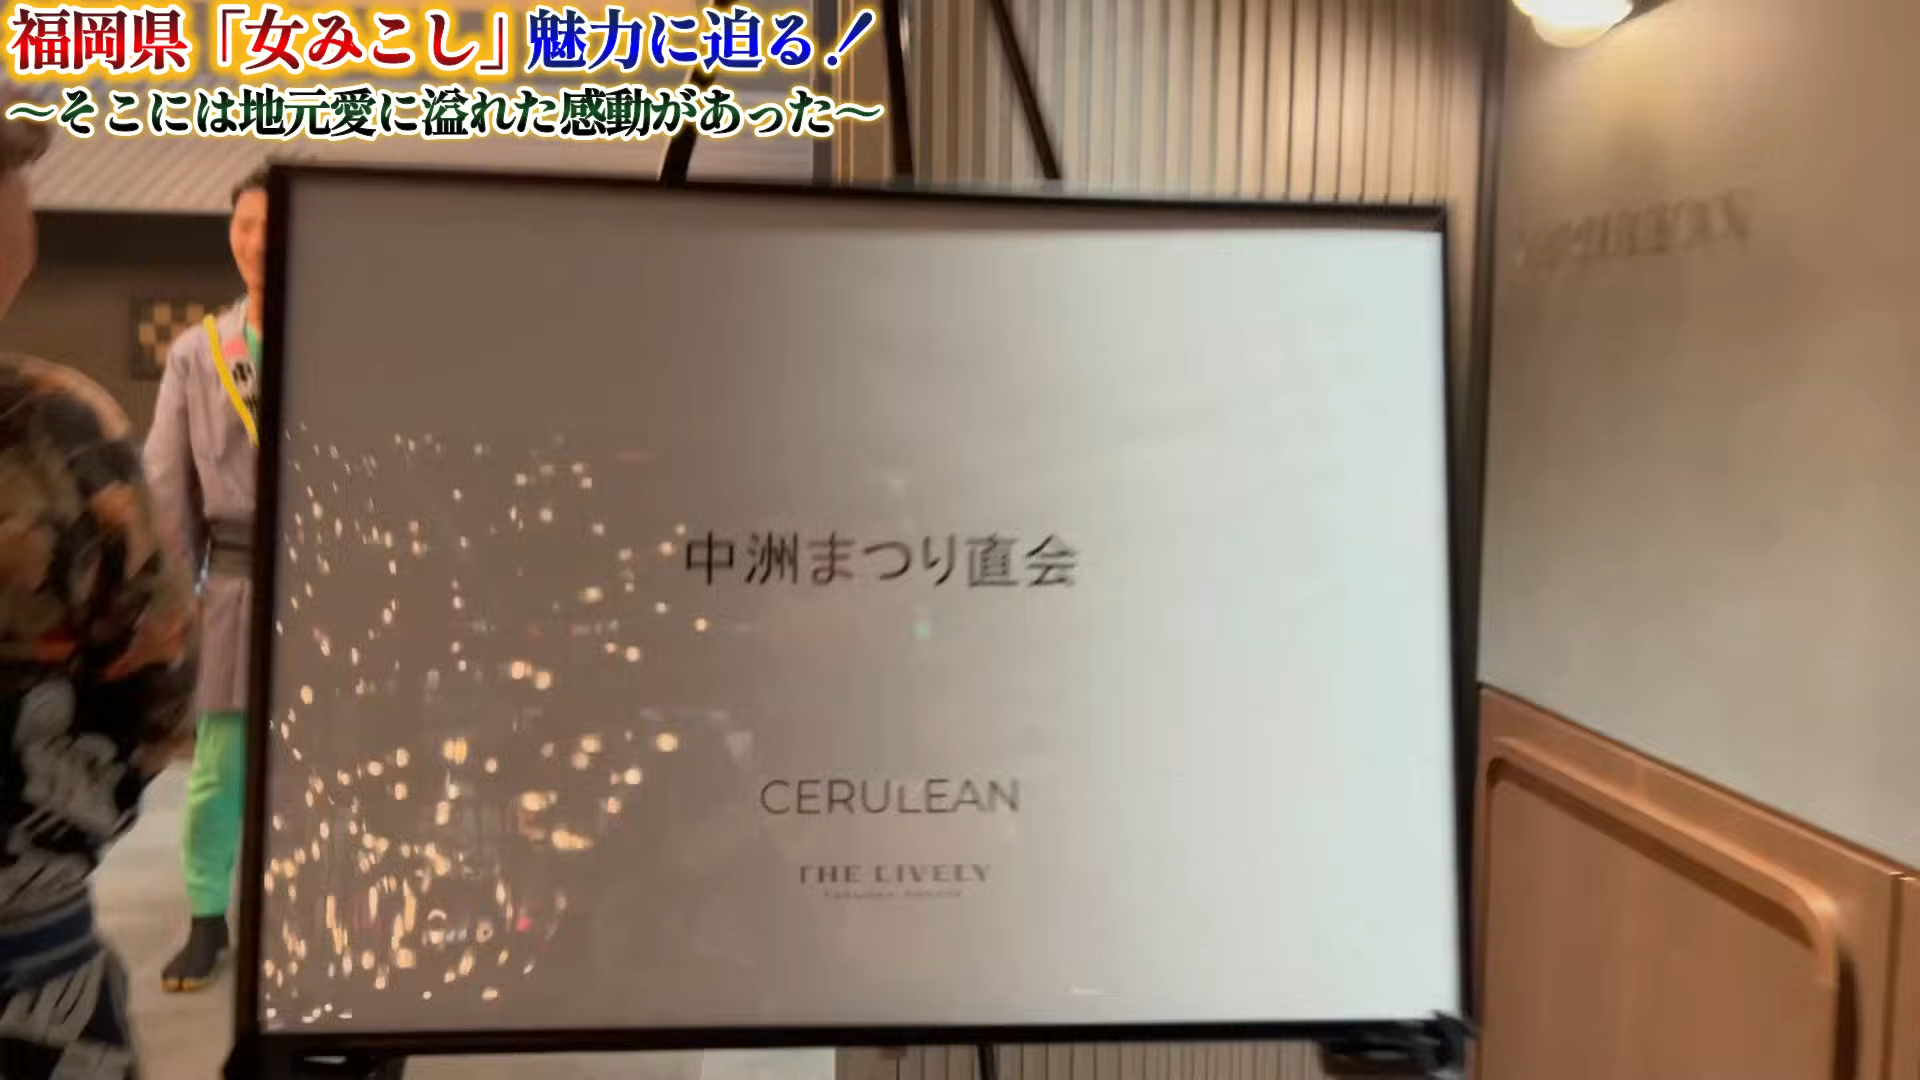 福岡県「女みこし」魅力に迫る！
～そこには地元愛に溢れた感動があった～
中洲まつり直会
CERULEAN
THE LIVELY